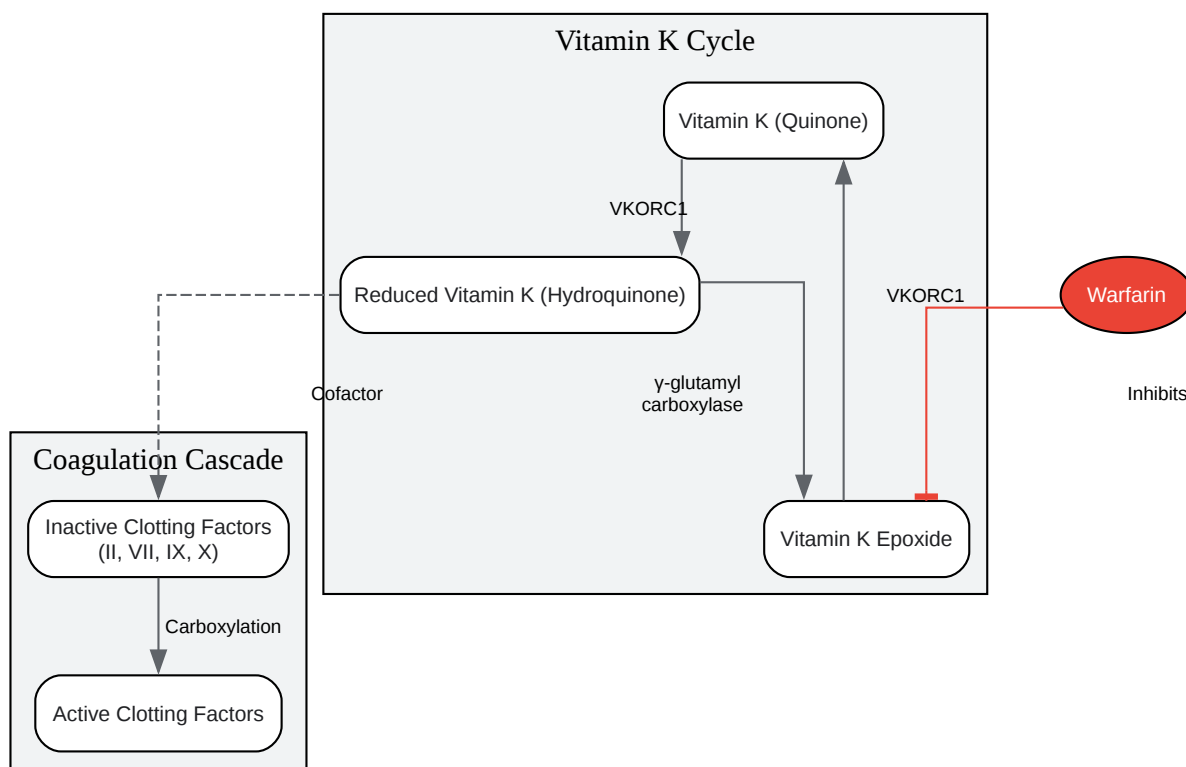 Vitamin K Cycle
Vitamin K (Quinone)
VKORC1
Reduced Vitamin K (Hydroquinone)
VKORC1
Warfarin
Cofactor
γ-glutamyl
carboxylase
Inhibits
Coagulation Cascade
Inactive Clotting Factors
(II, VII, IX, X)
Vitamin K Epoxide
Carboxylation
Active Clotting Factors